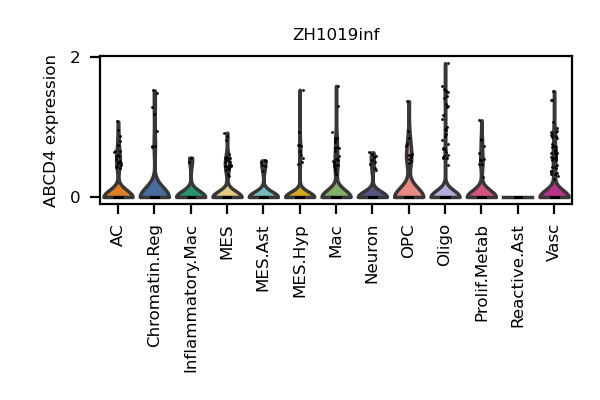 ZH1019inf
ABCD4 expression
2
0
AC
Chromatin.Reg
Inflammatory.Mac
MES
MES.Ast
MES.Hyp
Mac
Neuron
OPC
Oligo
Prolif.Metab
Reactive.Ast
Vasc